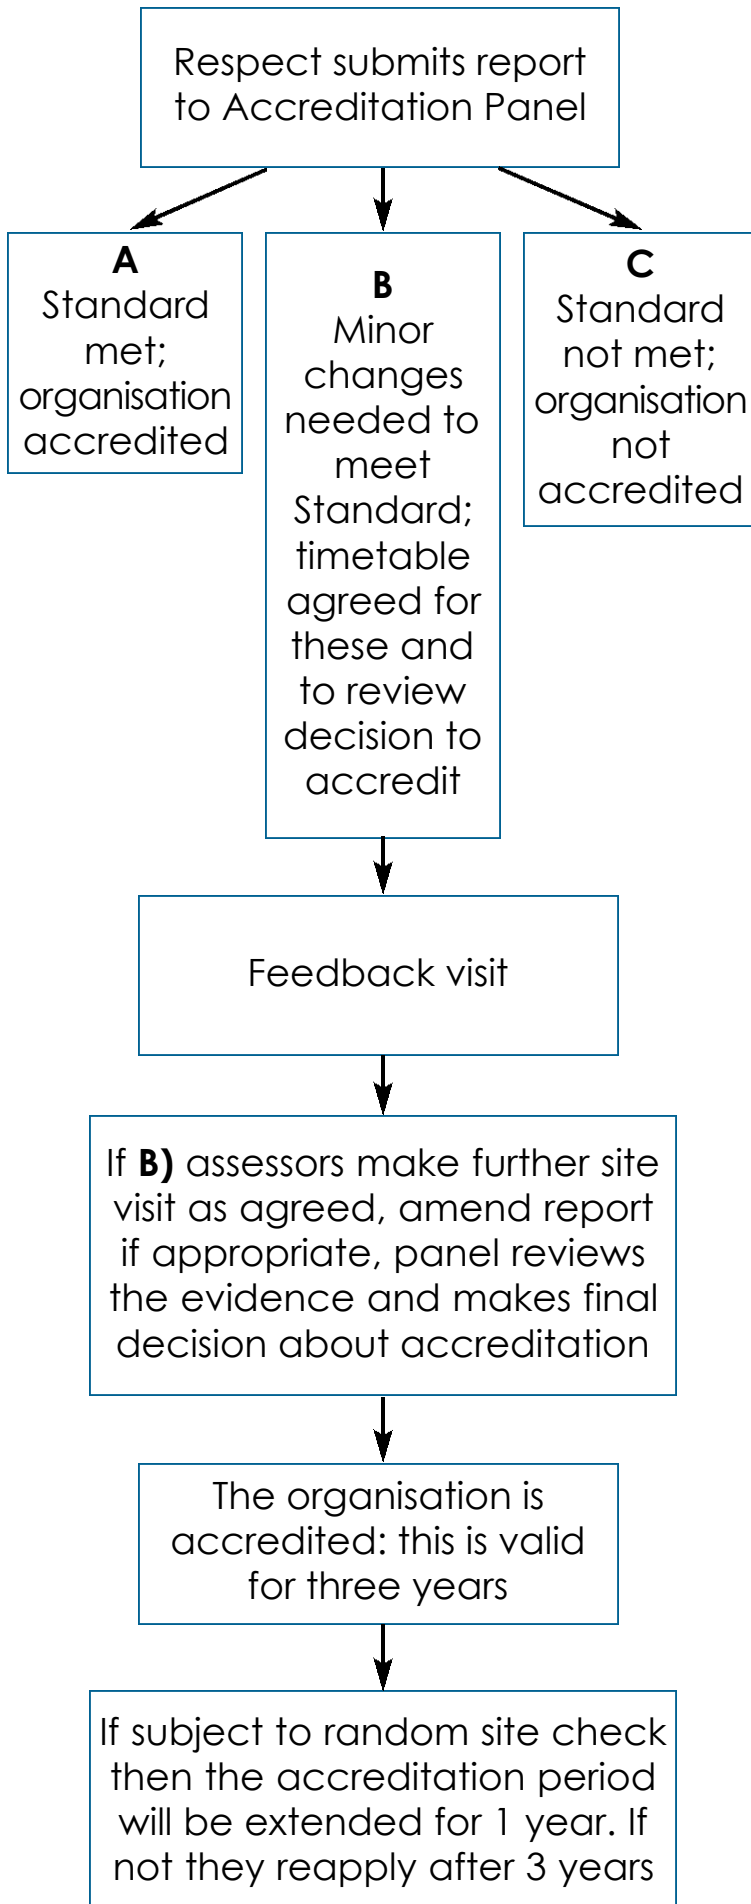 Respect submits report
to Accreditation Panel
A
Standard
met;
organisation
accredited
B
Minor
changes
needed to
meet
Standard;
timetable
agreed for
these and
to review
decision to
accredit
C
Standard
not met;
organisation
not
accredited
Feedback visit
If B) assessors make further site
visit as agreed, amend report
if appropriate, panel reviews
the evidence and makes final
decision about accreditation
The organisation is
accredited: this is valid
for three years
If subject to random site check
then the accreditation period
will be extended for 1 year. If
not they reapply after 3 years